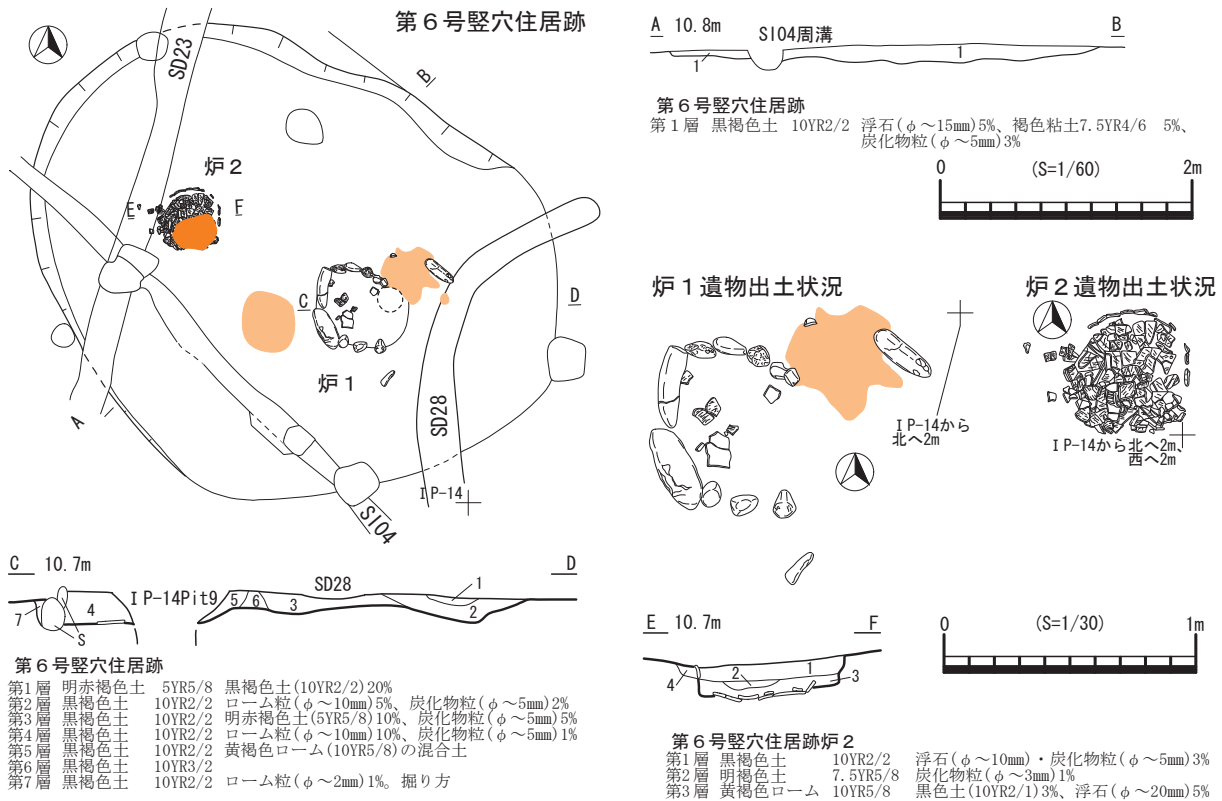 第６号竪穴住居跡
SD23
B
炉２
E
F
C
D
炉１
A
SD28
ⅠP-14
SI04
A 10.8m SI04周溝 B
1
1
第６号竪穴住居跡
第１層 黒褐色土 10YR2/2 浮石(φ～15㎜)5%、褐色粘土7.5YR4/6 5%、
炭化物粒(φ～5㎜)3%
0 (S=1/60) 2m
炉１遺物出土状況
ⅠP-14から
北へ2m
炉２遺物出土状況
ⅠP-14から北へ2m、
西へ2m
C 10.7m D
ⅠP-14Pit9 SD28 1
7 4 5 6 3 2
S
第６号竪穴住居跡
第1層 明赤褐色土 5YR5/8 黒褐色土(10YR2/2)20%
第2層 黒褐色土 10YR2/2 ローム粒(φ～10㎜)5%、炭化物粒(φ～5㎜)2%
第3層 黒褐色土 10YR2/2 明赤褐色土(5YR5/8)10%、炭化物粒(φ～5㎜)5%
第4層 黒褐色土 10YR2/2 ローム粒(φ～10㎜)10%、炭化物粒(φ～5㎜)1%
第5層 黒褐色土 10YR2/2 黄褐色ローム(10YR5/8)の混合土
第6層 黒褐色土 10YR3/2
第7層 黒褐色土 10YR2/2 ローム粒(φ～2㎜)1%。掘り方
E 10.7m F
4 2 1 3
0 (S=1/30) 1m
第６号竪穴住居跡炉２
第1層 黒褐色土 10YR2/2 浮石(φ～10㎜)・炭化物粒(φ～5㎜)3%
第2層 明褐色土 7.5YR5/8 炭化物粒(φ～3㎜)1%
第3層 黄褐色ローム 10YR5/8 黒色土(10YR2/1)3%、浮石(φ～20㎜)5%